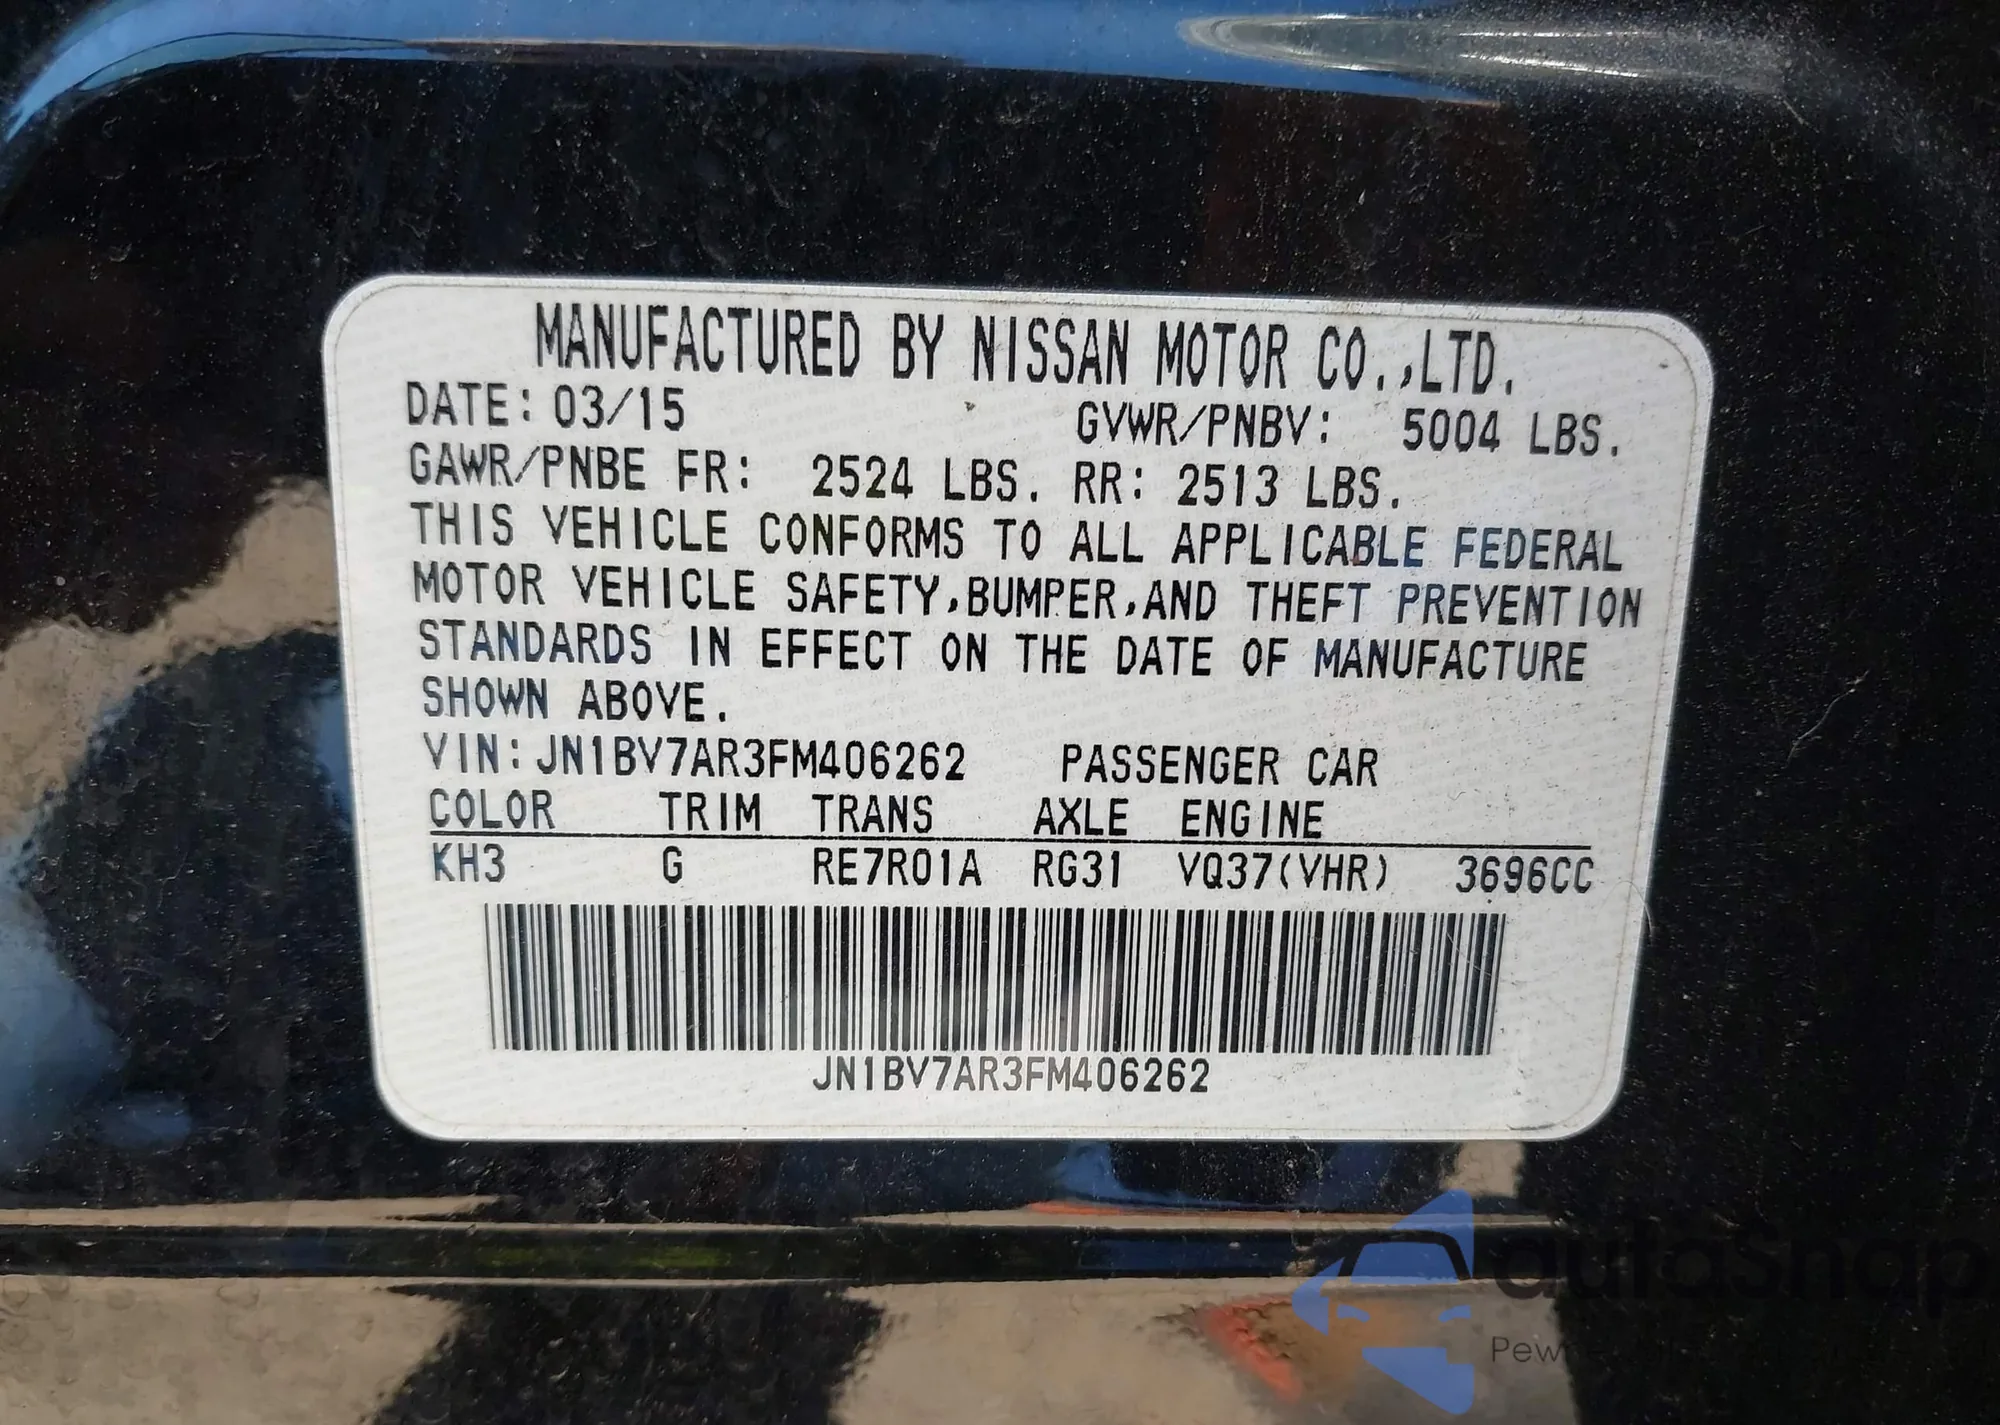 MANUFACTURED BY NISSAN MOTOR CO.,LTD.
DATE: 03/15 GVWR/PNBV: 5004 LBS.
GAWR/PNBE FR: 2524 LBS. RR: 2513 LBS.
THIS VEHICLE CONFORMS TO ALL APPLICABLE FEDERAL
MOTOR VEHICLE SAFETY,BUMPER,AND THEFT PREVENTION
STANDARDS IN EFFECT ON THE DATE OF MANUFACTURE
SHOWN ABOVE.
VIN:JN1BV7AR3FM406262 PASSENGER CAR
COLOR TRIM TRANS AXLE ENGINE
KH3 G RE7R01A RG31 VQ37(VHR) 3696CC
JN1BV7AR3FM406262
autaSnap